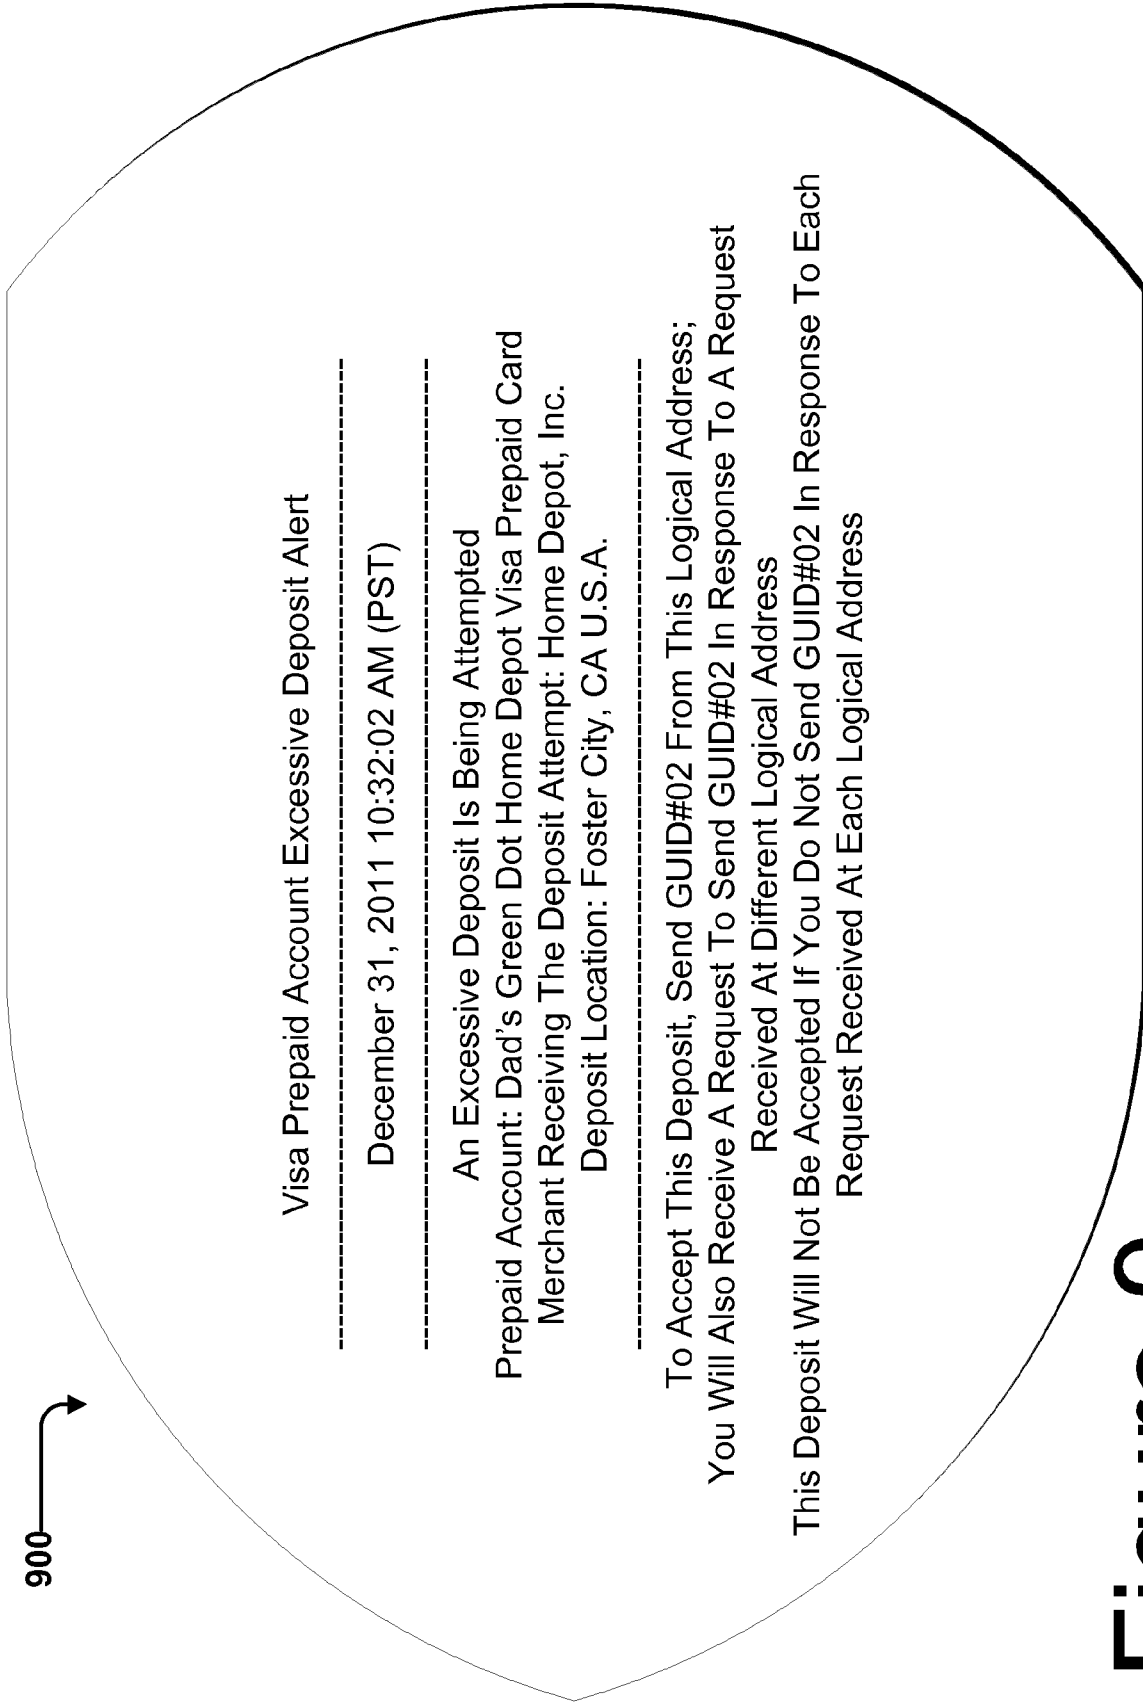 900
Visa Prepaid Account Excessive Deposit Alert
December 31, 2011 10:32:02 AM (PST)
An Excessive Deposit Is Being Attempted
Prepaid Account: Dad's Green Dot Home Depot Visa Prepaid Card
Merchant Receiving The Deposit Attempt: Home Depot, Inc.
Deposit Location: Foster City, CA U.S.A.
To Accept This Deposit, Send GUID#02 From This Logical Address;
You Will Also Receive A Request To Send GUID#02 In Response To A Request
Received At Different Logical Address
This Deposit Will Not Be Accepted If You Do Not Send GUID#02 In Response To Each
Request Received At Each Logical Address